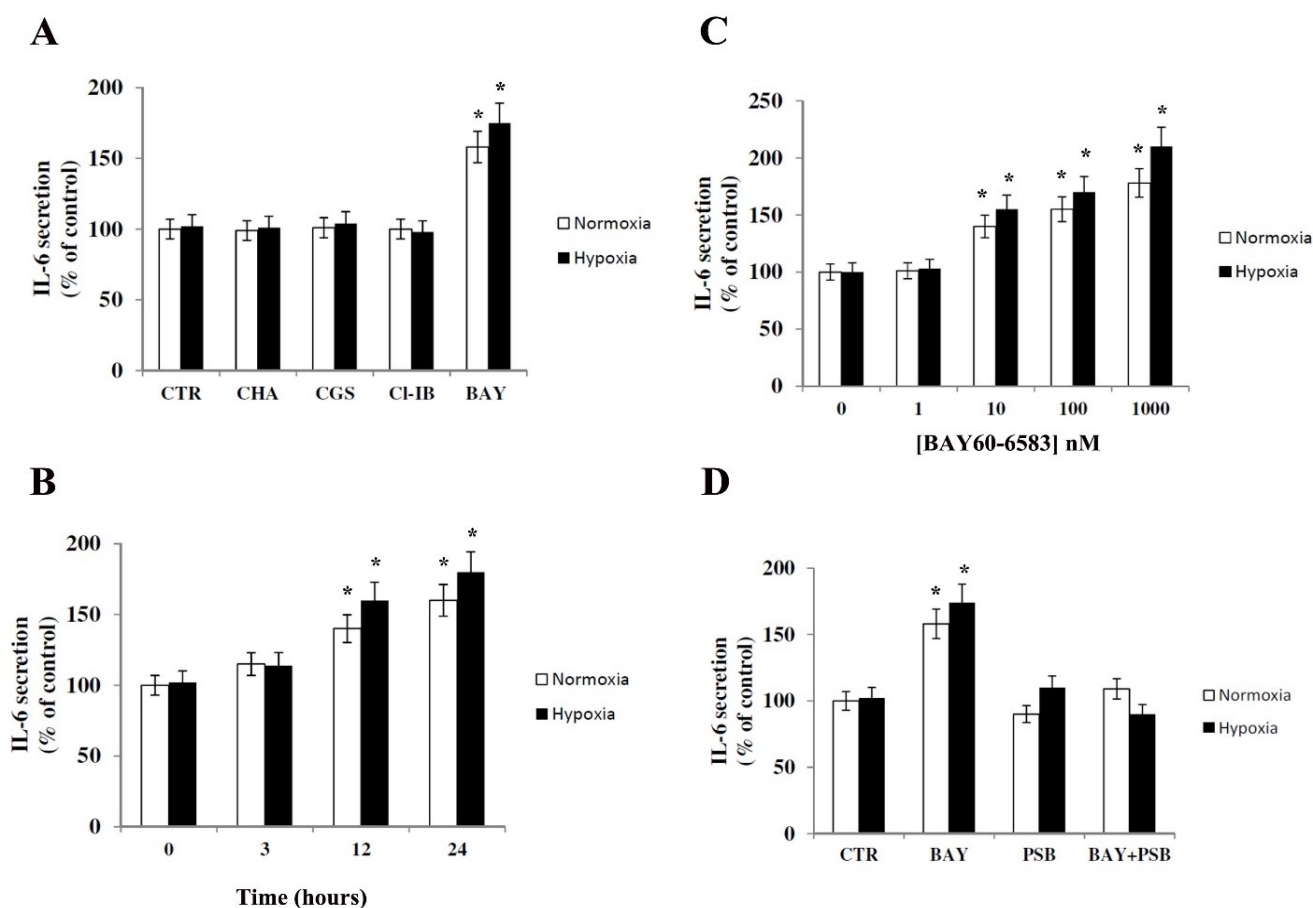 A
IL-6 secretion
(% of control)
200
150
100
50
0
* *
CTR CHA CGS Cl-IB BAY
Normoxia
Hypoxia
B
IL-6 secretion
(% of control)
200
150
100
50
0
* * * *
0 3 12 24
Time (hours)
Normoxia
Hypoxia
C
IL-6 secretion
( % of control)
250
200
150
100
50
0
* * * * * *
0 1 10 100 1000
[BAY60-6583] nM
Normoxia
Hypoxia
D
IL-6 secretion
(% of control)
200
150
100
50
0
* *
CTR BAY PSB BAY+PSB
Normoxia
Hypoxia